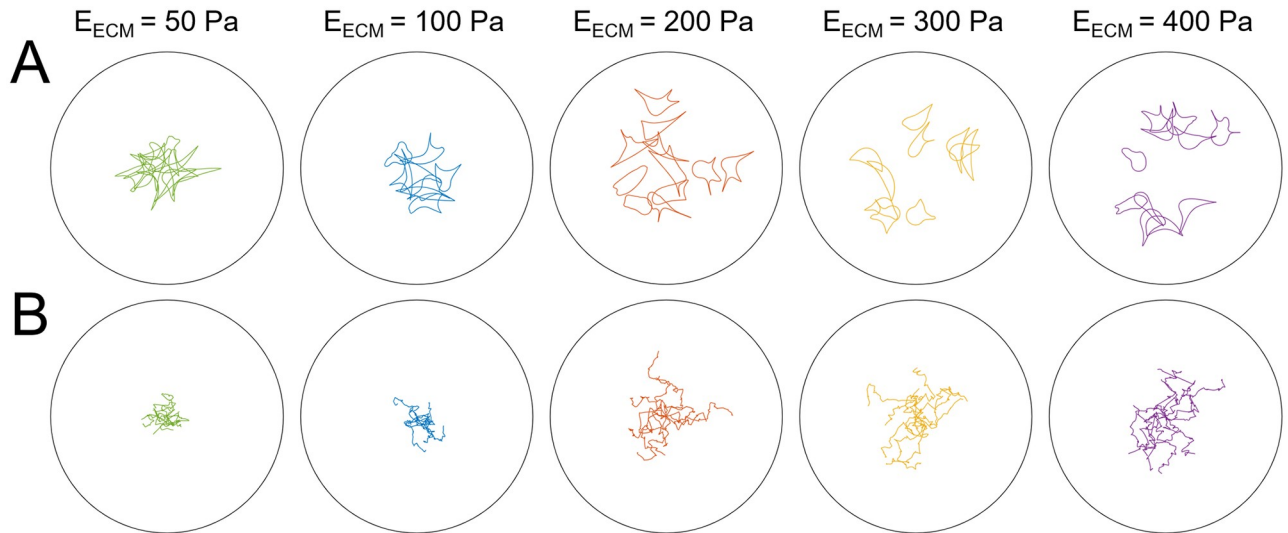 E_ECM = 50 Pa E_ECM = 100 Pa E_ECM = 200 Pa E_ECM = 300 Pa E_ECM = 400 Pa
A
B